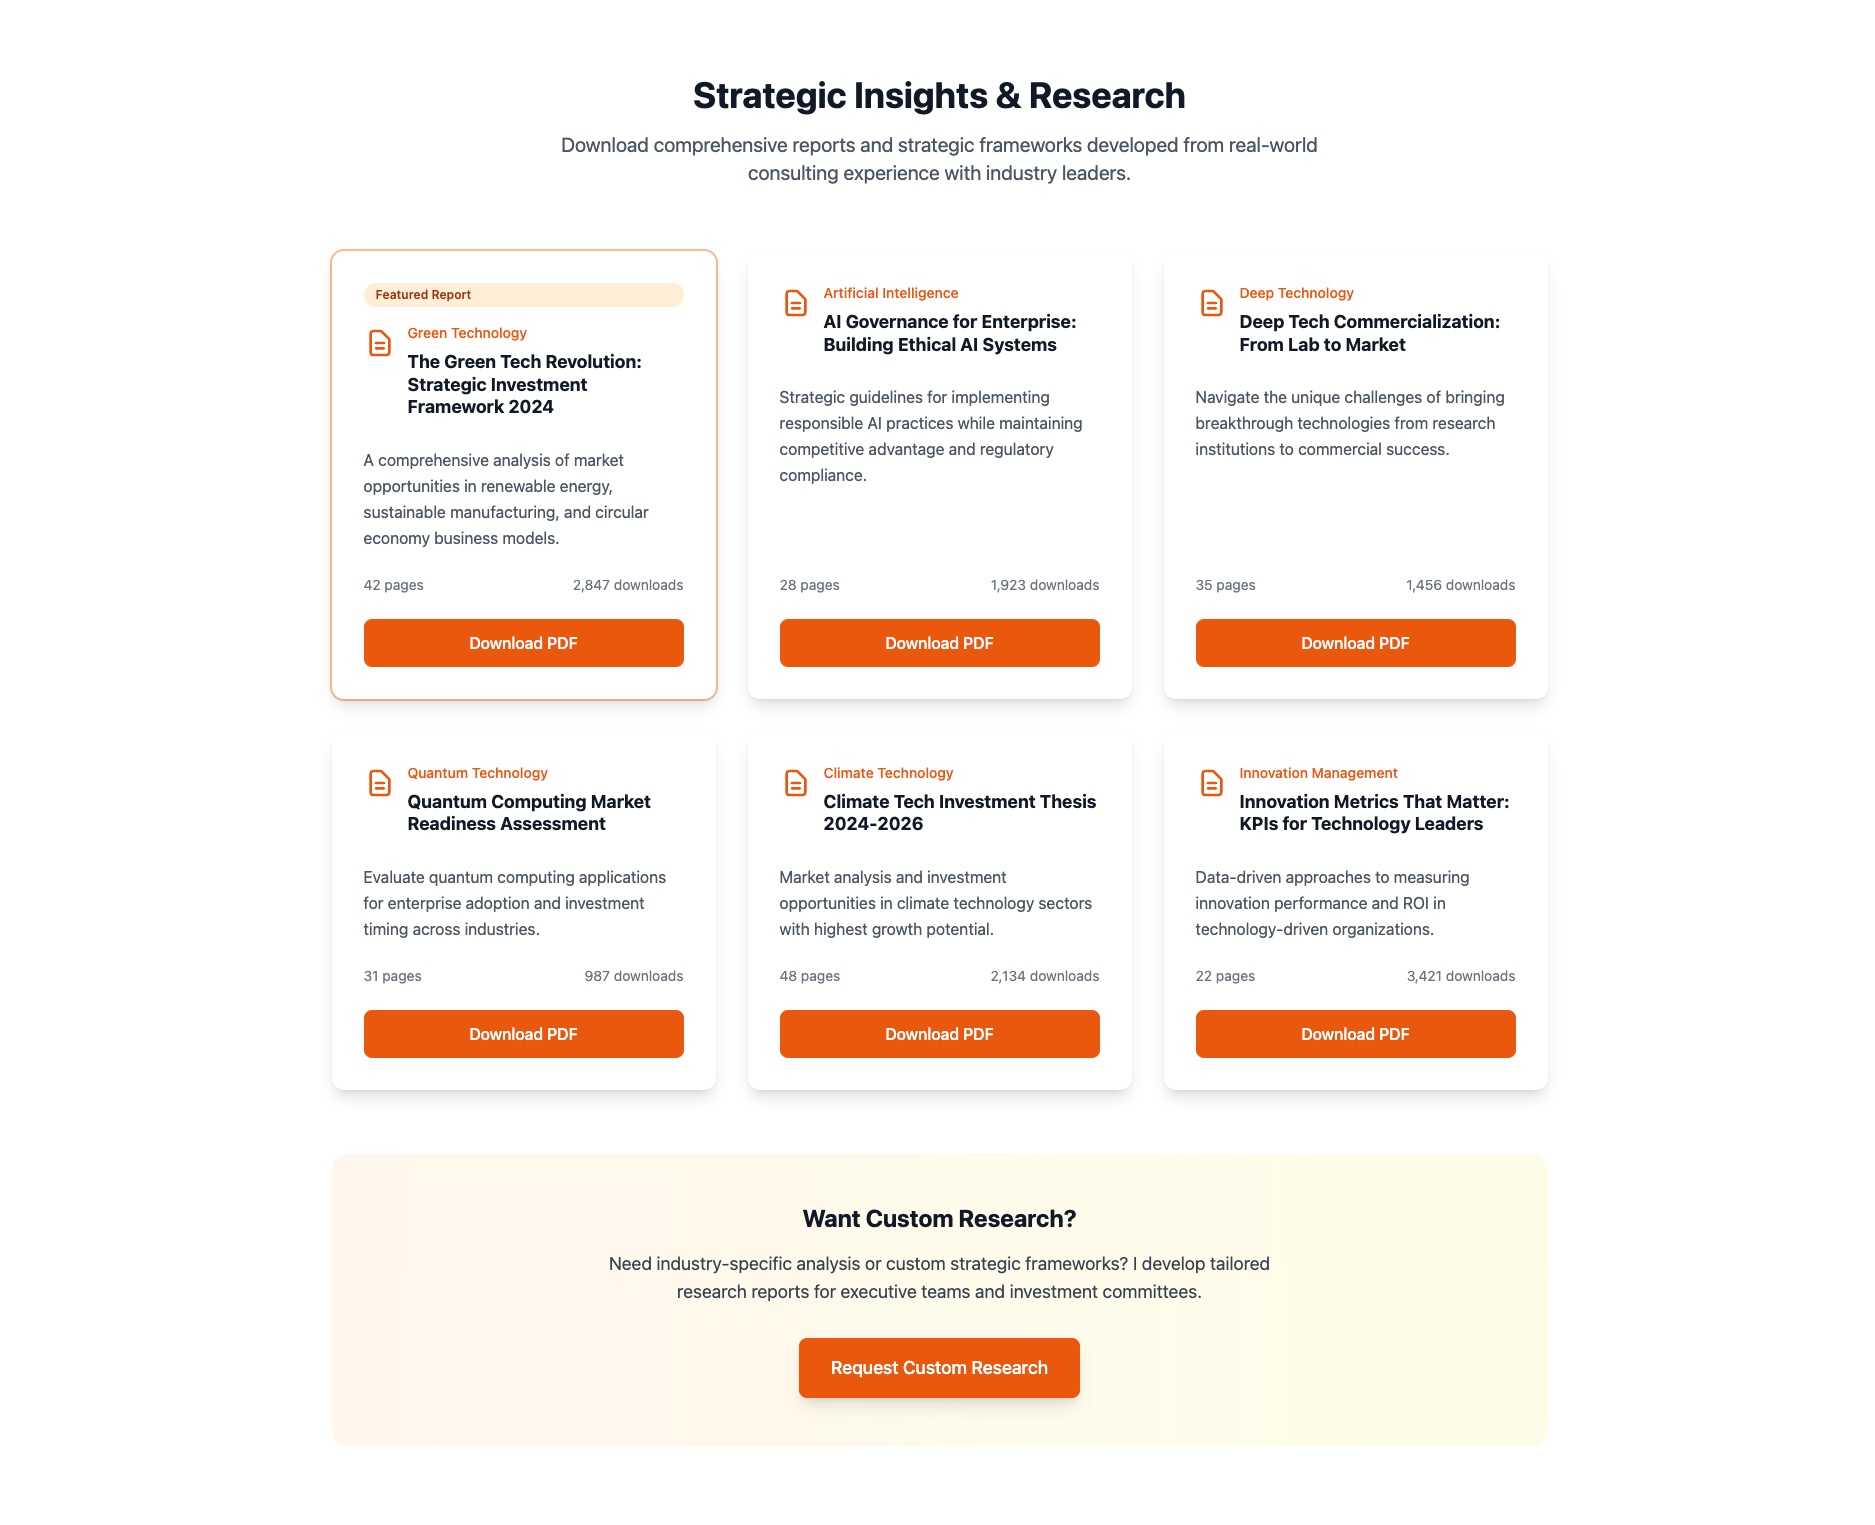 Strategic Insights & Research
Download comprehensive reports and strategic frameworks developed from real-world
consulting experience with industry leaders.
Featured Report
Green Technology
The Green Tech Revolution:
Strategic Investment
Framework 2024
A comprehensive analysis of market
opportunities in renewable energy,
sustainable manufacturing, and circular
economy business models.
42 pages
2,847 downloads
Download PDF
Artificial Intelligence
AI Governance for Enterprise:
Building Ethical AI Systems
Strategic guidelines for implementing
responsible AI practices while maintaining
competitive advantage and regulatory
compliance.
28 pages
1,923 downloads
Download PDF
Deep Technology
Deep Tech Commercialization:
From Lab to Market
Navigate the unique challenges of bringing
breakthrough technologies from research
institutions to commercial success.
35 pages
1,456 downloads
Download PDF
Quantum Technology
Quantum Computing Market
Readiness Assessment
Evaluate quantum computing applications
for enterprise adoption and investment
timing across industries.
31 pages
987 downloads
Download PDF
Climate Technology
Climate Tech Investment Thesis
2024-2026
Market analysis and investment
opportunities in climate technology sectors
with highest growth potential.
48 pages
2,134 downloads
Download PDF
Innovation Management
Innovation Metrics That Matter:
KPIs for Technology Leaders
Data-driven approaches to measuring
innovation performance and ROI in
technology-driven organizations.
22 pages
3,421 downloads
Download PDF
Want Custom Research?
Need industry-specific analysis or custom strategic frameworks? I develop tailored
research reports for executive teams and investment committees.
Request Custom Research